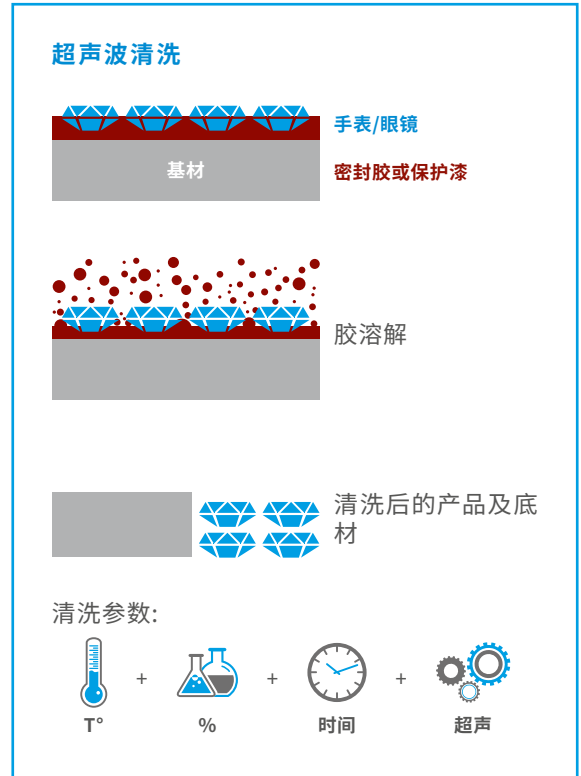 超声波清洗
手表/眼镜
基材
密封胶或保护漆
胶溶解
清洗后的产品及底
材
清洗参数:
+ + +
T° % 时间 超声